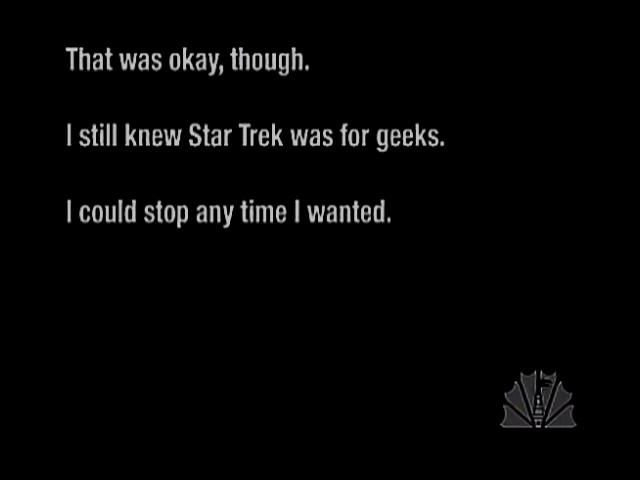 That was okay, though.
I still knew Star Trek was for geeks.
I could stop any time I wanted.